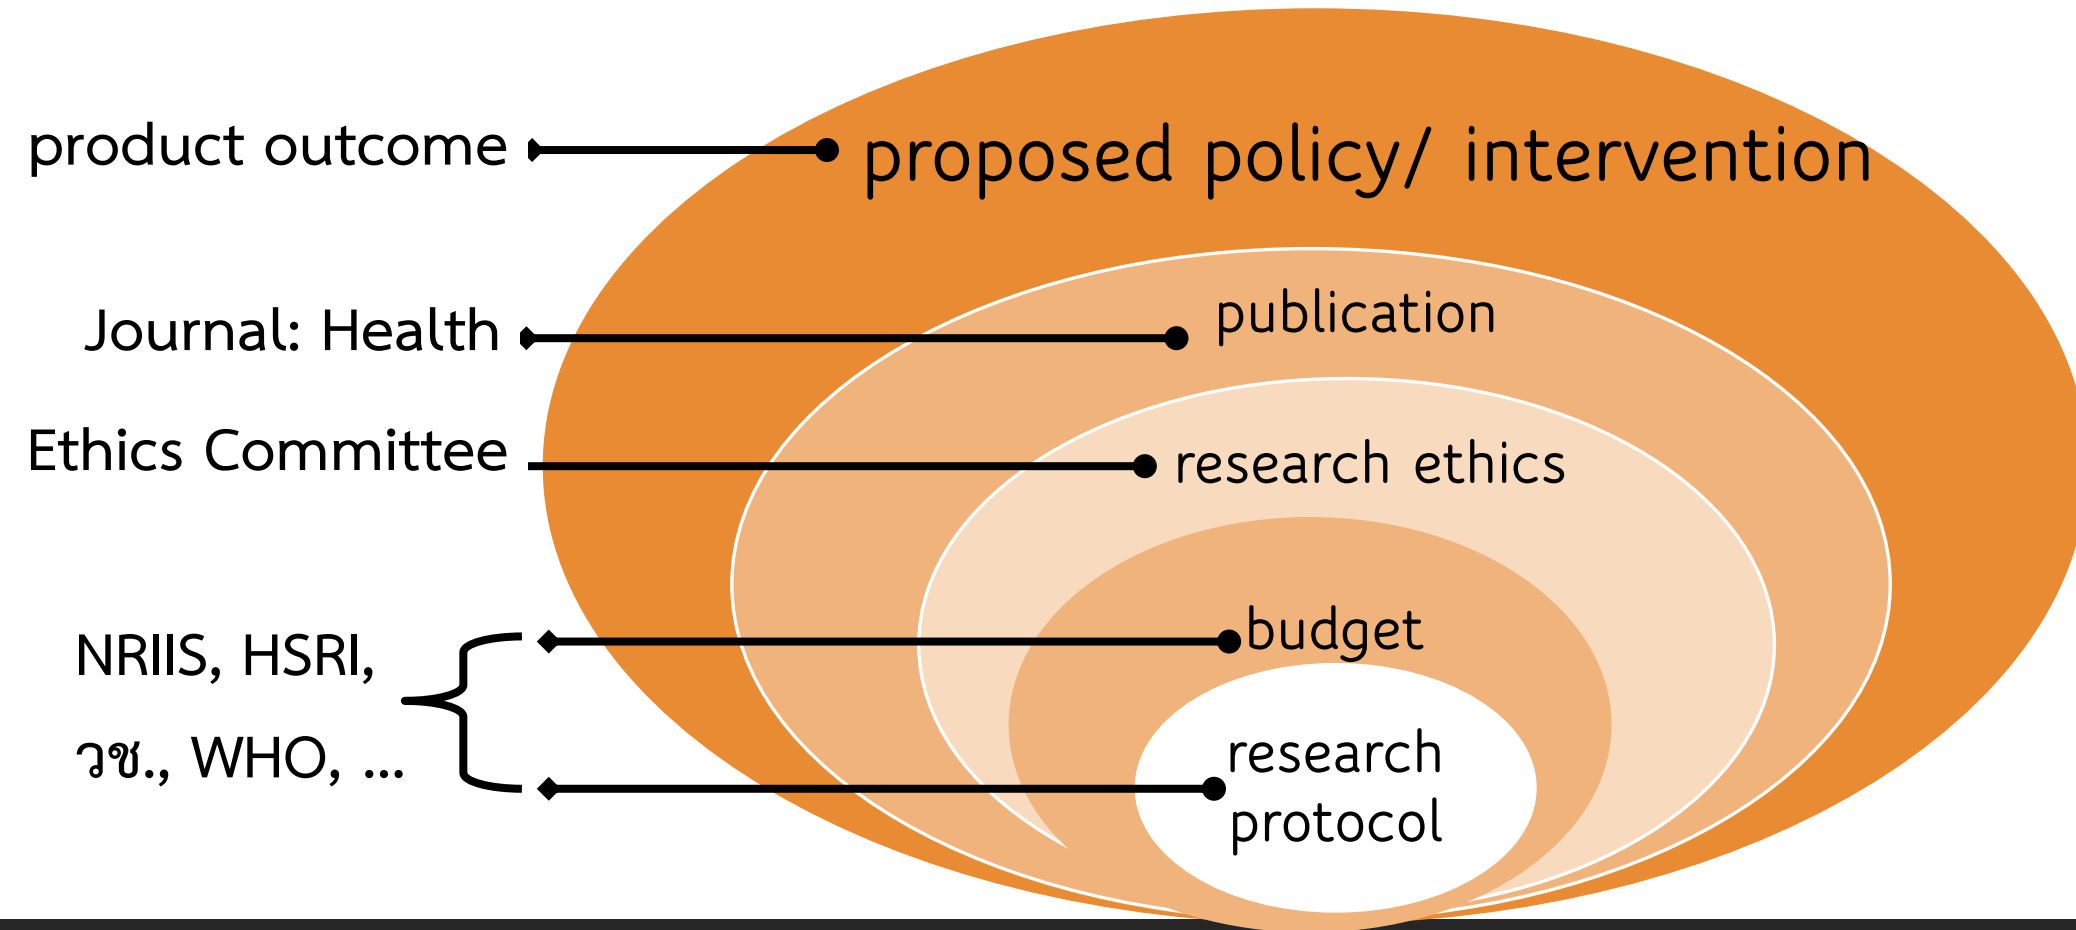 product outcome
proposed policy/ intervention
Journal: Health
publication
Ethics Committee
research ethics
NRIIS, HSRI,
วช., WHO, ...
budget
research
protocol